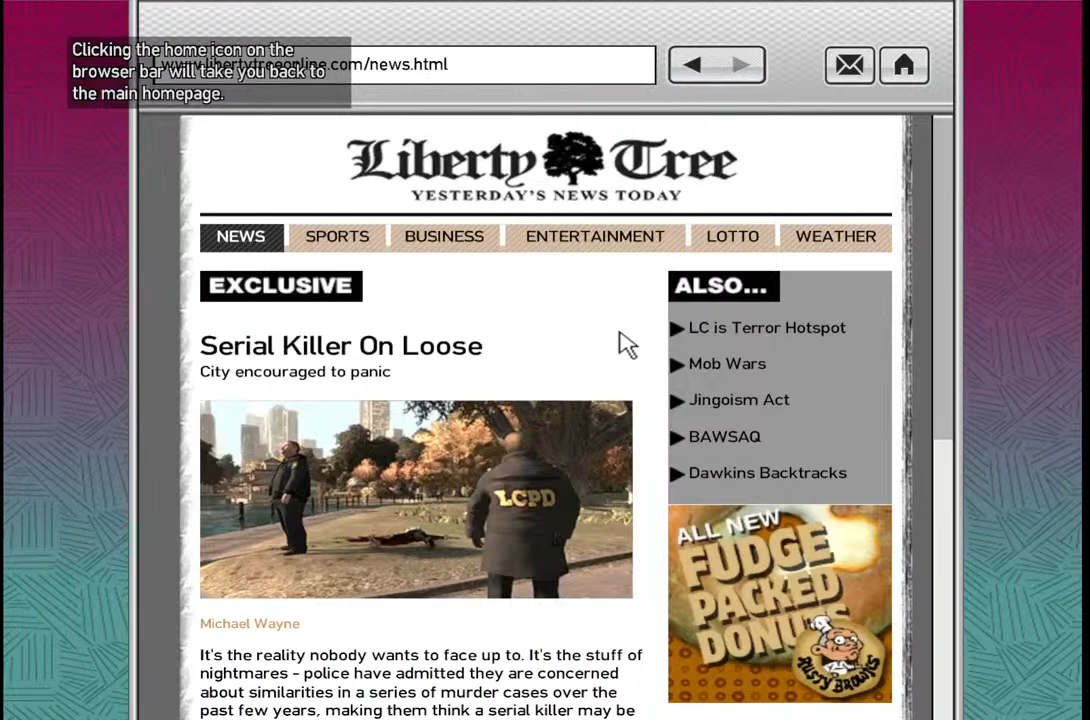 Clicking the home icon on the
browser bar will take you back to
the main homepage.
www.libertytreeonline.com/news.html
Liberty Tree
YESTERDAY'S NEWS TODAY
NEWS SPORTS BUSINESS ENTERTAINMENT LOTTO WEATHER
EXCLUSIVE
Serial Killer On Loose
City encouraged to panic
LCPD
Michael Wayne
It's the reality nobody wants to face up to. It's the stuff of
nightmares - police have admitted they are concerned
about similarities in a series of murder cases over the
past few years, making them think a serial killer may be
ALSO...
LC is Terror Hotspot
Mob Wars
Jingoism Act
BAWSAQ
Dawkins Backtracks
ALL NEW
FUDGE
PACKED
DONUTS
RUSTY BROWN'S